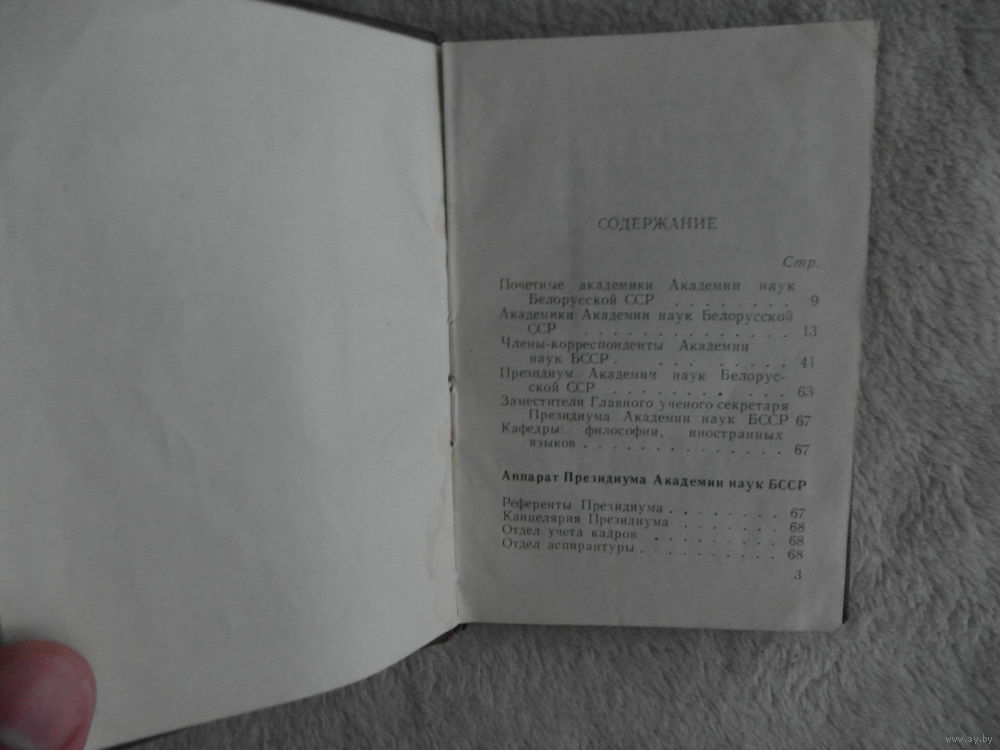 СОДЕРЖАНИЕ
Стр.
Почетные академики Академии наук
Белорусской ССР . . . . . . . . 9
Академики Академии наук Белорусской
ССР . . . . . . . . . . . . . 13
Члены-корреспонденты Академии
наук БССР . . . . . . . . . 41
Президиум Академии наук Белорус-
ской ССР . . . . . . . . . . . 63
Заместители Главного ученого секретаря
Президиума Академии наук БССР 67
Кафедры: философии, иностранных
языков . . . . . . . . . . . . . 67
Аппарат Президиума Академии наук БССР
Референты Президиума . . . . . . . 67
Канцелярия Президиума . . . . . . 68
Отдел учета кадров . . . . . . . . 68
Отдел аспирантуры . . . . . . . . . 68
3
www.ay.by